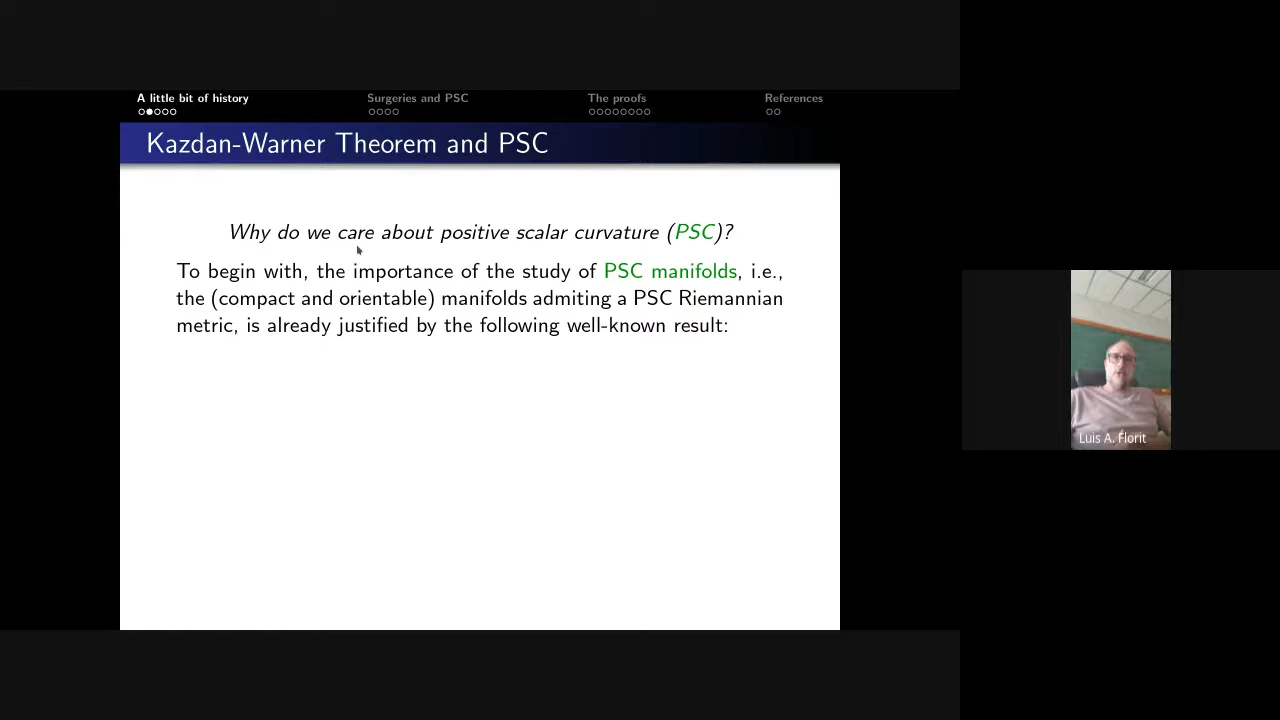 A little bit of history
Surgeries and PSC
The proofs
References
Kazdan-Warner Theorem and PSC
Why do we care about positive scalar curvature (PSC)?
To begin with, the importance of the study of PSC manifolds, i.e.,
the (compact and orientable) manifolds admiting a PSC Riemannian
metric, is already justified by the following well-known result:
Luis A. Florit